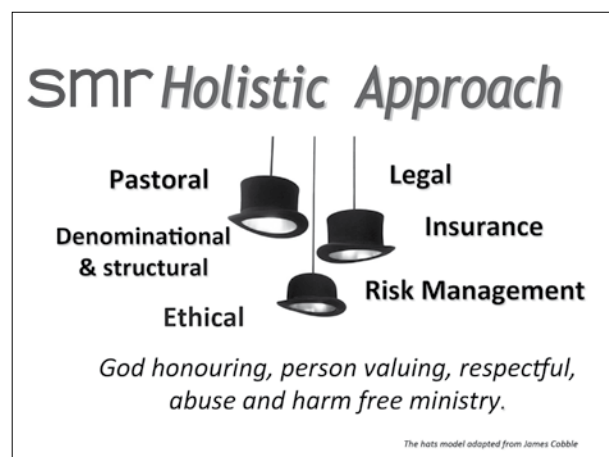 smr Holistic Approach
Pastoral
Legal
Denominational
& structural
Insurance
Ethical
Risk Management
God honouring, person valuing, respectful,
abuse and harm free ministry.
The hats model adapted from James Cobble